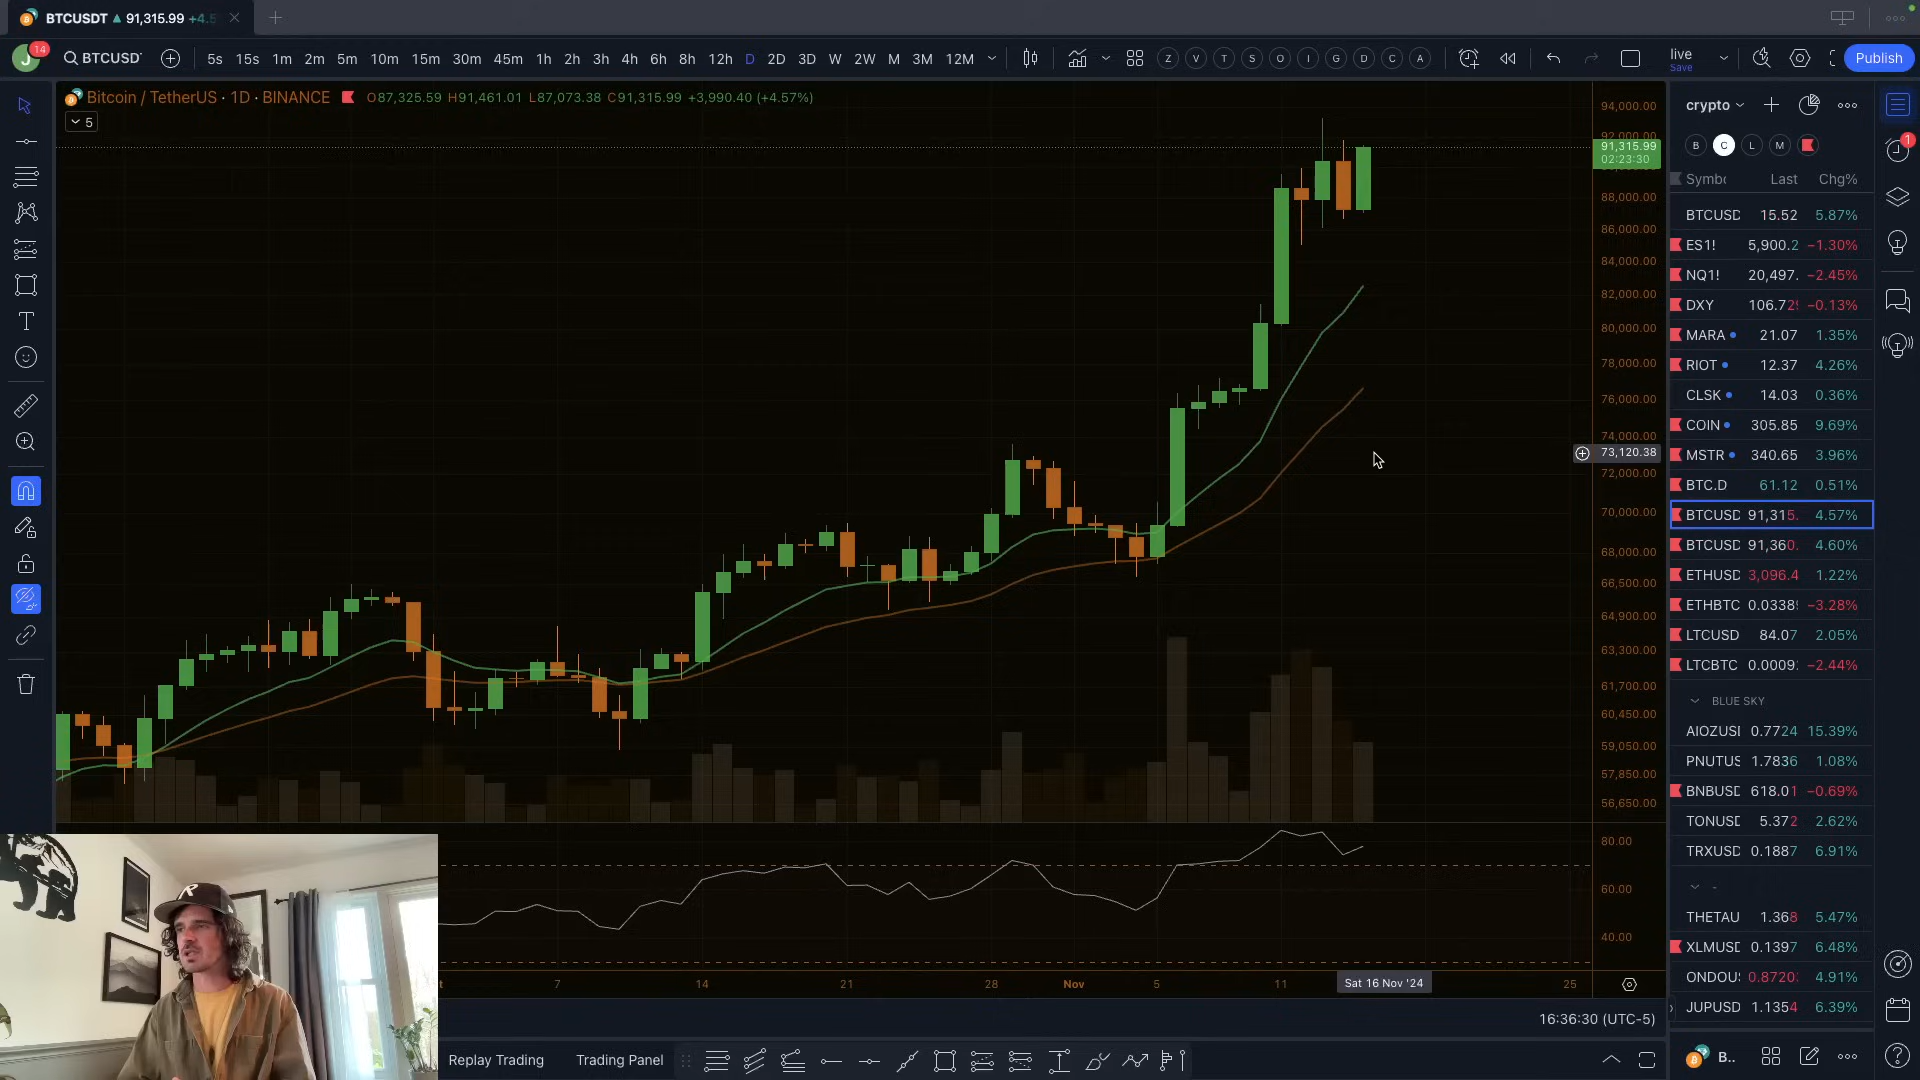 BTCUSDT ▲ 91,315.99 +4.5
14
BTCUSD
5s 15s 1m 2m 5m 10m 15m 30m 45m 1h 2h 3h 4h 6h 8h 12h D 2D 3D W 2W M 3M 12M
Z V T S O I G D C A
live
Save
Publish
Bitcoin / TetherUS · 1D · BINANCE O87,325.59 H91,461.01 L87,073.38 C91,315.99 +3,990.40 (+4.57%)
5
94,000.00
92,000.00
91,315.99
02:23:30
88,000.00
86,000.00
84,000.00
82,000.00
80,000.00
78,000.00
76,000.00
74,000.00
73,120.38
72,000.00
70,000.00
68,000.00
66,500.00
64,900.00
63,300.00
61,700.00
60,450.00
59,050.00
57,850.00
56,650.00
80.00
60.00
40.00
t 7 14 21 28 Nov 5 11 Sat 16 Nov '24 25
16:36:30 (UTC-5)
Replay Trading Trading Panel
crypto
B C L M
1
Symbo Last Chg%
BTCUSD 15.52 5.87%
ES1! 5,900.2 −1.30%
NQ1! 20,497. −2.45%
DXY 106.729 −0.13%
MARA 21.07 1.35%
RIOT 12.37 4.26%
CLSK 14.03 0.36%
COIN 305.85 9.69%
MSTR 340.65 3.96%
BTC.D 61.12 0.51%
BTCUSD 91,315. 4.57%
BTCUSD 91,360. 4.60%
ETHUSD 3,096.4 1.22%
ETHBTC 0.0338 −3.28%
LTCUSD 84.07 2.05%
LTCBTC 0.0009 −2.44%
BLUE SKY
AIOZUSI 0.7724 15.39%
PNUTUS 1.7836 1.08%
BNBUSD 618.01 −0.69%
TONUSD 5.372 2.62%
TRXUSD 0.1887 6.91%
-
THETAU 1.368 5.47%
XLMUSD 0.1397 6.48%
ONDOU 0.8720 4.91%
JUPUSD 1.1354 6.39%
B..